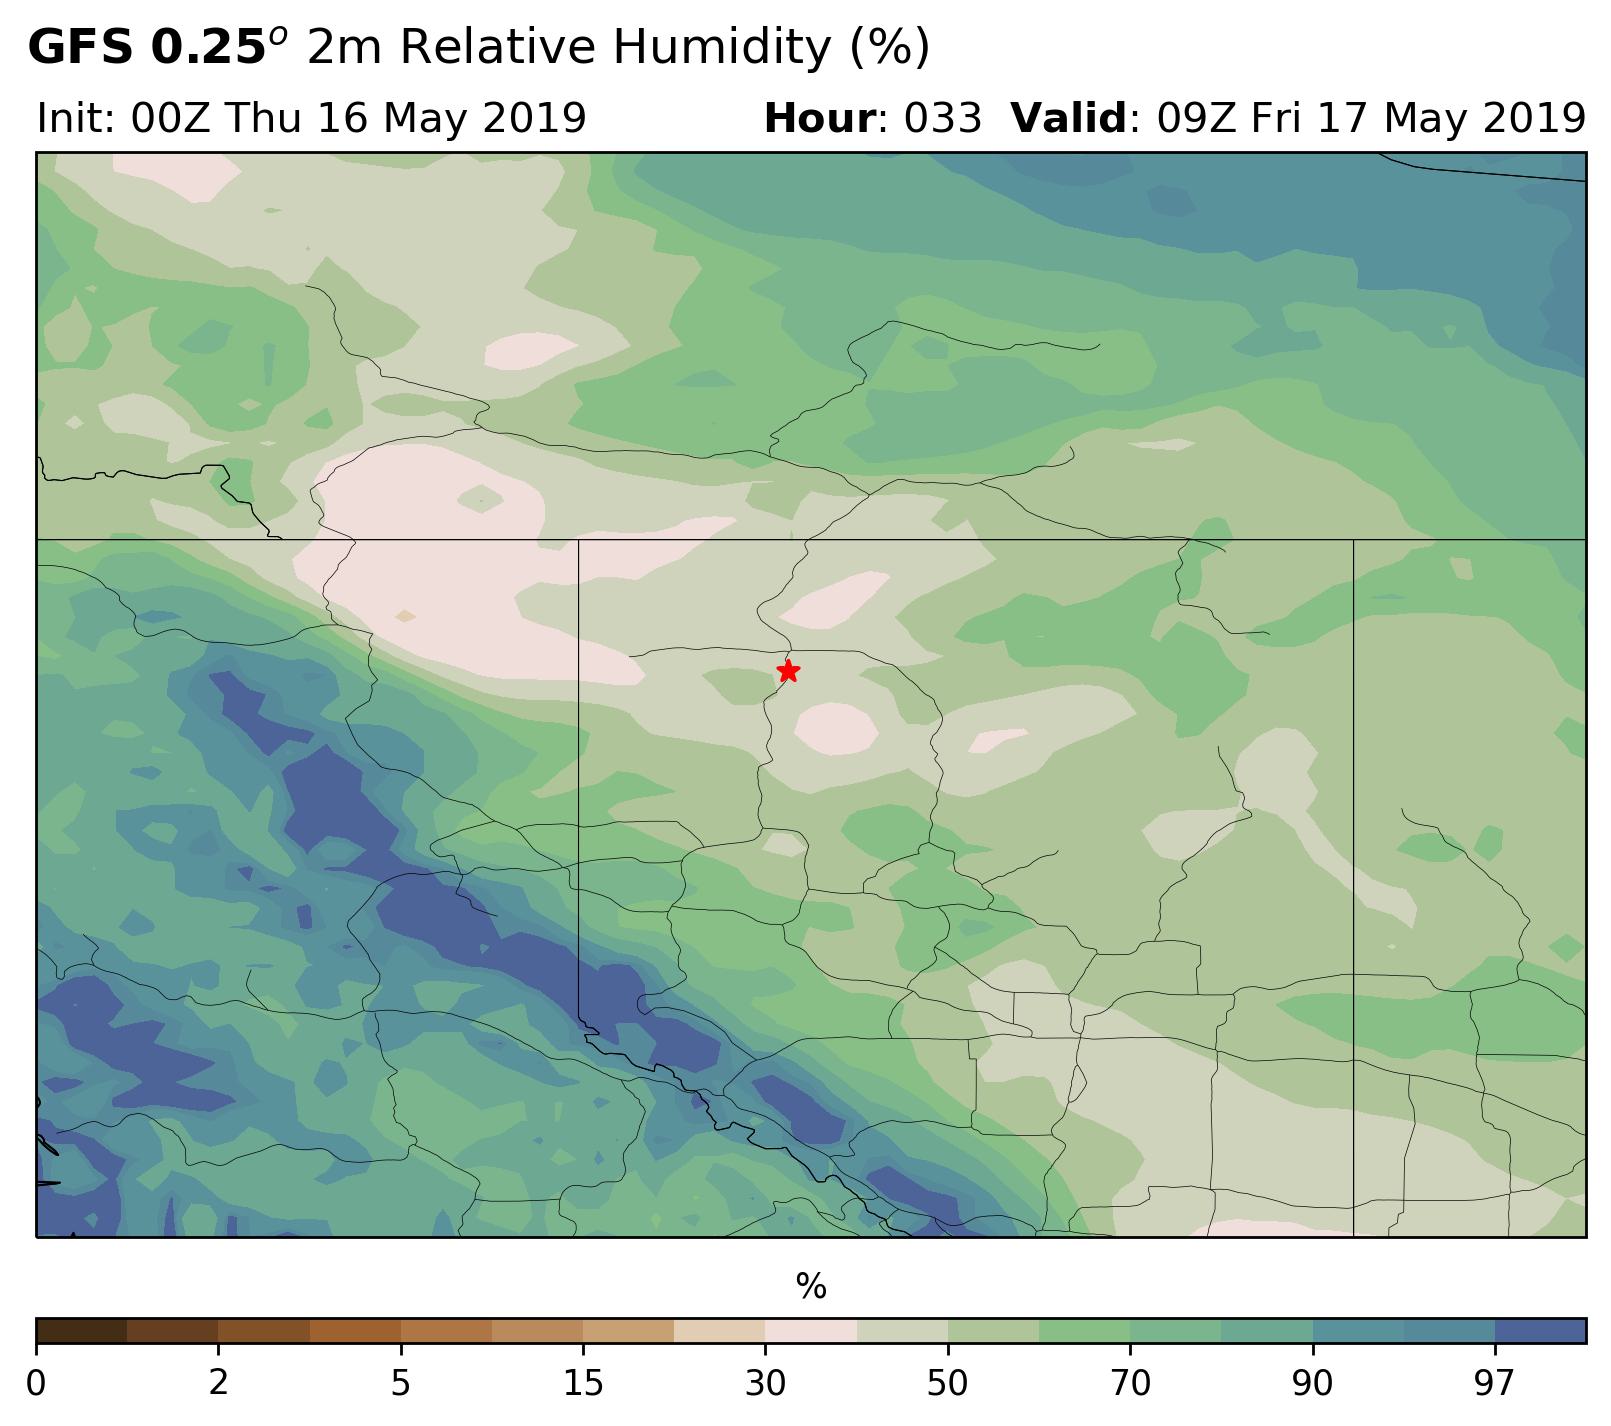 GFS 0.25° 2m Relative Humidity (%)
Init: 00Z Thu 16 May 2019 Hour: 033 Valid: 09Z Fri 17 May 2019
%
0 2 5 15 30 50 70 90 97